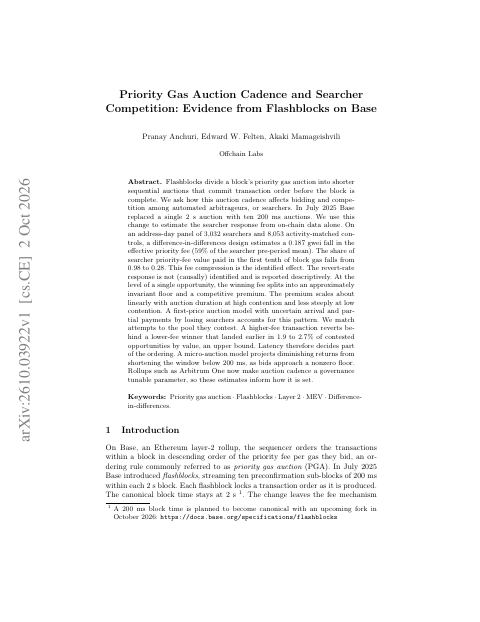 Priority Gas Auction Cadence and Searcher
Competition: Evidence from Flashblocks on Base
Pranay Anchuri, Edward W. Felten, Akaki Mamageishvili
Offchain Labs
Abstract. Flashblocks divide a block's priority gas auction into shorter
sequential auctions that commit transaction order before the block is
complete. We ask how this auction cadence affects bidding and compe-
tition among automated arbitrageurs, or searchers. In July 2025 Base
replaced a single 2 s auction with ten 200 ms auctions. We use this
change to estimate the searcher response from on-chain data alone. On
an address-day panel of 3,032 searchers and 8,053 activity-matched con-
trols, a difference-in-differences design estimates a 0.187 gwei fall in the
effective priority fee (59% of the searcher pre-period mean). The share of
searcher priority-fee value paid in the first tenth of block gas falls from
0.98 to 0.28. This fee compression is the identified effect. The revert-rate
response is not (causally) identified and is reported descriptively. At the
level of a single opportunity, the winning fee splits into an approximately
invariant floor and a competitive premium. The premium scales about
linearly with auction duration at high contention and less steeply at low
contention. A first-price auction model with uncertain arrival and par-
tial payments by losing searchers accounts for this pattern. We match
attempts to the pool they contest. A higher-fee transaction reverts be-
hind a lower-fee winner that landed earlier in 1.9 to 2.7% of contested
opportunities by value, an upper bound. Latency therefore decides part
of the ordering. A micro-auction model projects diminishing returns from
shortening the window below 200 ms, as bids approach a nonzero floor.
Rollups such as Arbitrum One now make auction cadence a governance
tunable parameter, so these estimates inform how it is set.
Keywords: Priority gas auction · Flashblocks · Layer 2 · MEV · Difference-
in-differences.
1 Introduction
On Base, an Ethereum layer-2 rollup, the sequencer orders the transactions
within a block in descending order of the priority fee per gas they bid, an or-
dering rule commonly referred to as priority gas auction (PGA). In July 2025
Base introduced flashblocks, streaming ten preconfirmation sub-blocks of 200 ms
within each 2 s block. Each flashblock locks a transaction order as it is produced.
The canonical block time stays at 2 s 1. The change leaves the fee mechanism
1 A 200 ms block time is planned to become canonical with an upcoming fork in
October 2026: https://docs.base.org/specifications/flashblocks
arXiv:2610.03922v1 [cs.CE] 2 Oct 2026